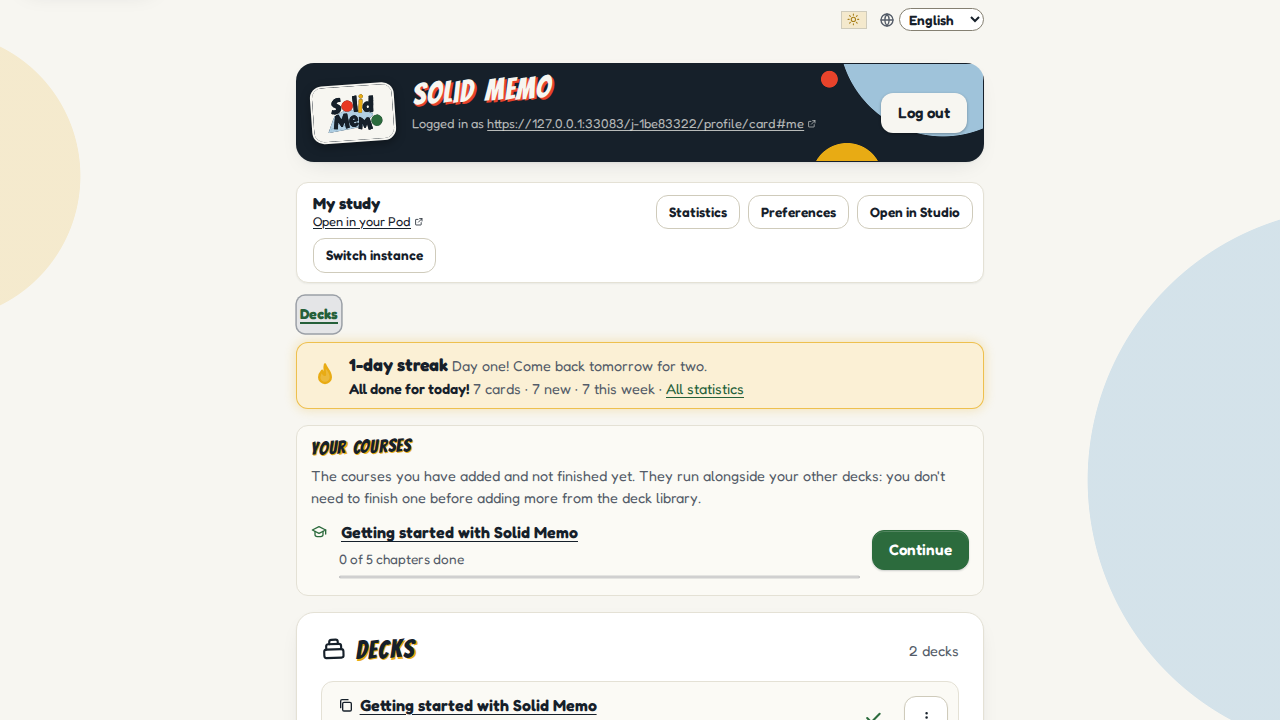 English
Solid
Memo
SOLID MEMO
Logged in as https://127.0.0.1:33083/j-1be83322/profile/card#me
Log out
My study
Open in your Pod
Statistics
Preferences
Open in Studio
Switch instance
Decks
1-day streak Day one! Come back tomorrow for two.
All done for today! 7 cards · 7 new · 7 this week · All statistics
YOUR COURSES
The courses you have added and not finished yet. They run alongside your other decks: you don't
need to finish one before adding more from the deck library.
Getting started with Solid Memo
0 of 5 chapters done
Continue
DECKS
2 decks
Getting started with Solid Memo